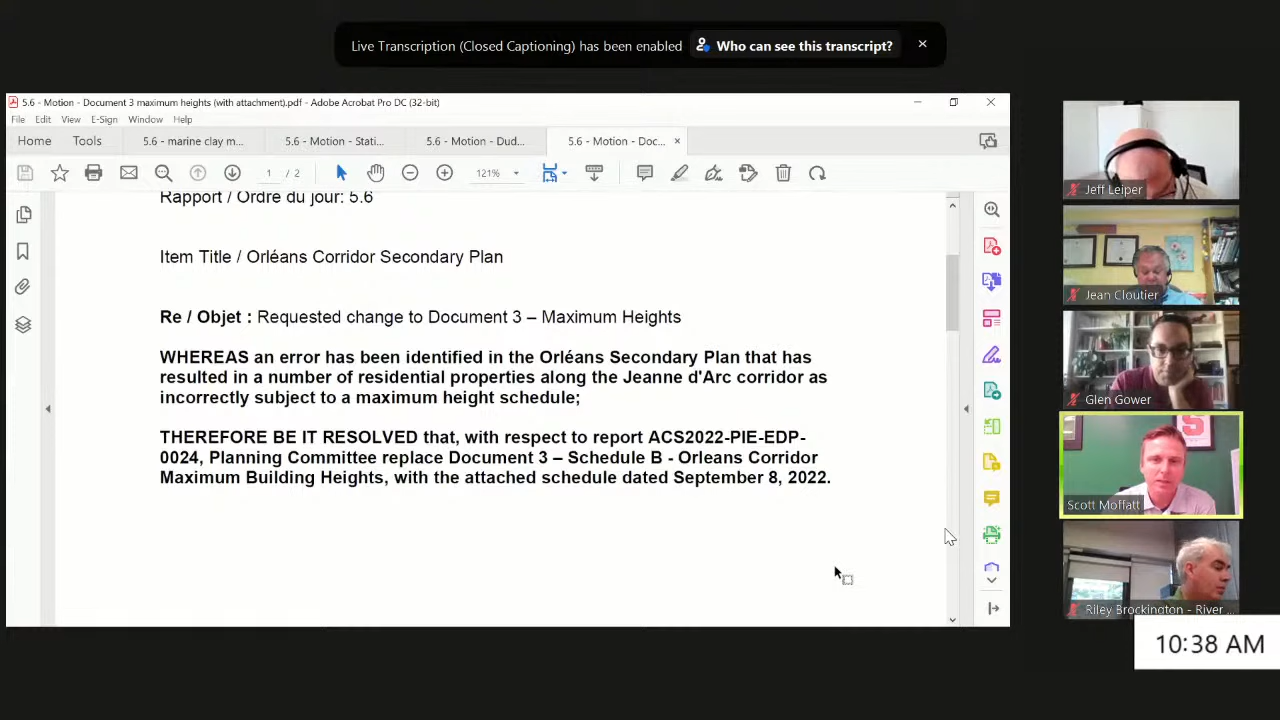 Live Transcription (Closed Captioning) has been enabled
Who can see this transcript?
5.6 - Motion - Document 3 maximum heights (with attachment).pdf - Adobe Acrobat Pro DC (32-bit)
File Edit View E-Sign Window Help
Home Tools 5.6 - marine clay m... 5.6 - Motion - Stati... 5.6 - Motion - Dud... 5.6 - Motion - Doc...
1 / 2 121%
Rapport / Ordre du jour: 5.6
Item Title / Orléans Corridor Secondary Plan
Re / Objet : Requested change to Document 3 – Maximum Heights
WHEREAS an error has been identified in the Orléans Secondary Plan that has
resulted in a number of residential properties along the Jeanne d'Arc corridor as
incorrectly subject to a maximum height schedule;
THEREFORE BE IT RESOLVED that, with respect to report ACS2022-PIE-EDP-
0024, Planning Committee replace Document 3 – Schedule B - Orleans Corridor
Maximum Building Heights, with the attached schedule dated September 8, 2022.
Jeff Leiper
Jean Cloutier
Glen Gower
Scott Moffatt
S
Riley Brockington - River ...
10:38 AM